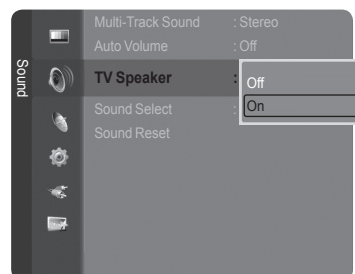 Sound
Multi-Track Sound : Stereo
Auto Volume : Off
TV Speaker :
Off
On
Sound Select :
Sound Reset